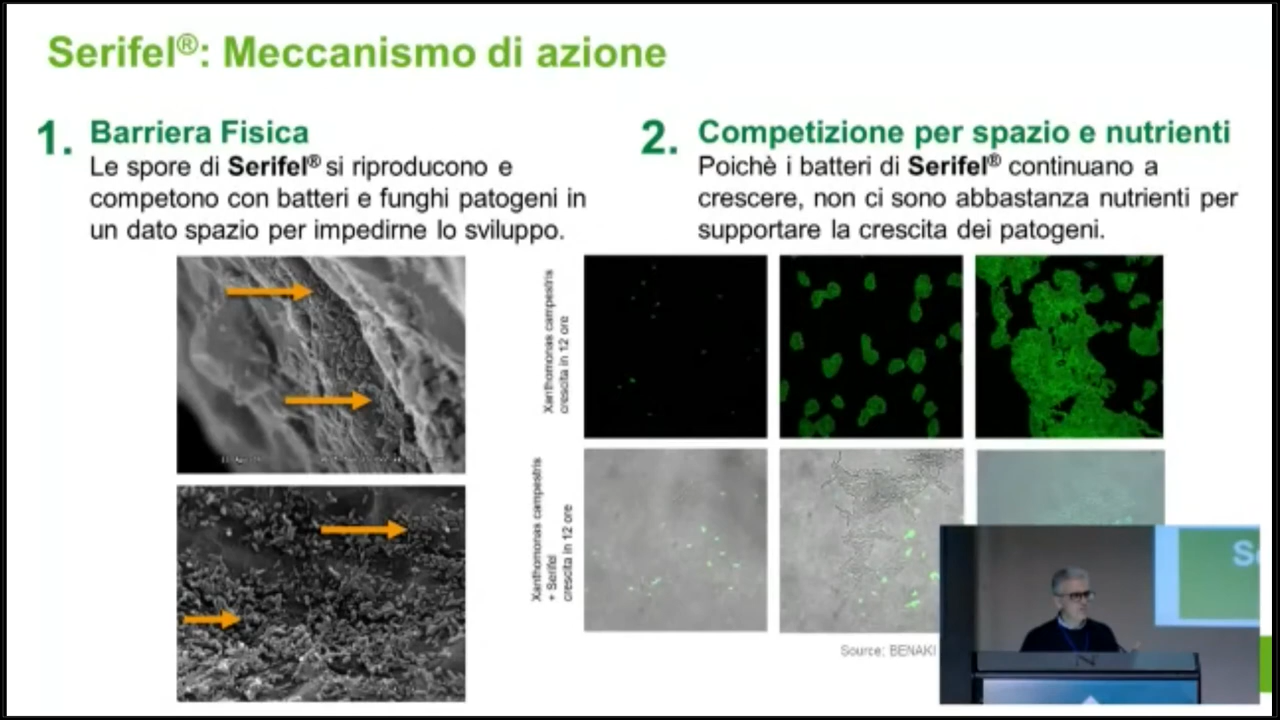 Serifel®: Meccanismo di azione
1. Barriera Fisica
Le spore di Serifel® si riproducono e
competono con batteri e funghi patogeni in
un dato spazio per impedirne lo sviluppo.
2. Competizione per spazio e nutrienti
Poichè i batteri di Serifel® continuano a
crescere, non ci sono abbastanza nutrienti per
supportare la crescita dei patogeni.
Xanthomonas campestris
crescita in 12 ore
Xanthomonas campestris
+ Serifel
crescita in 12 ore
Source: BENAKI
S